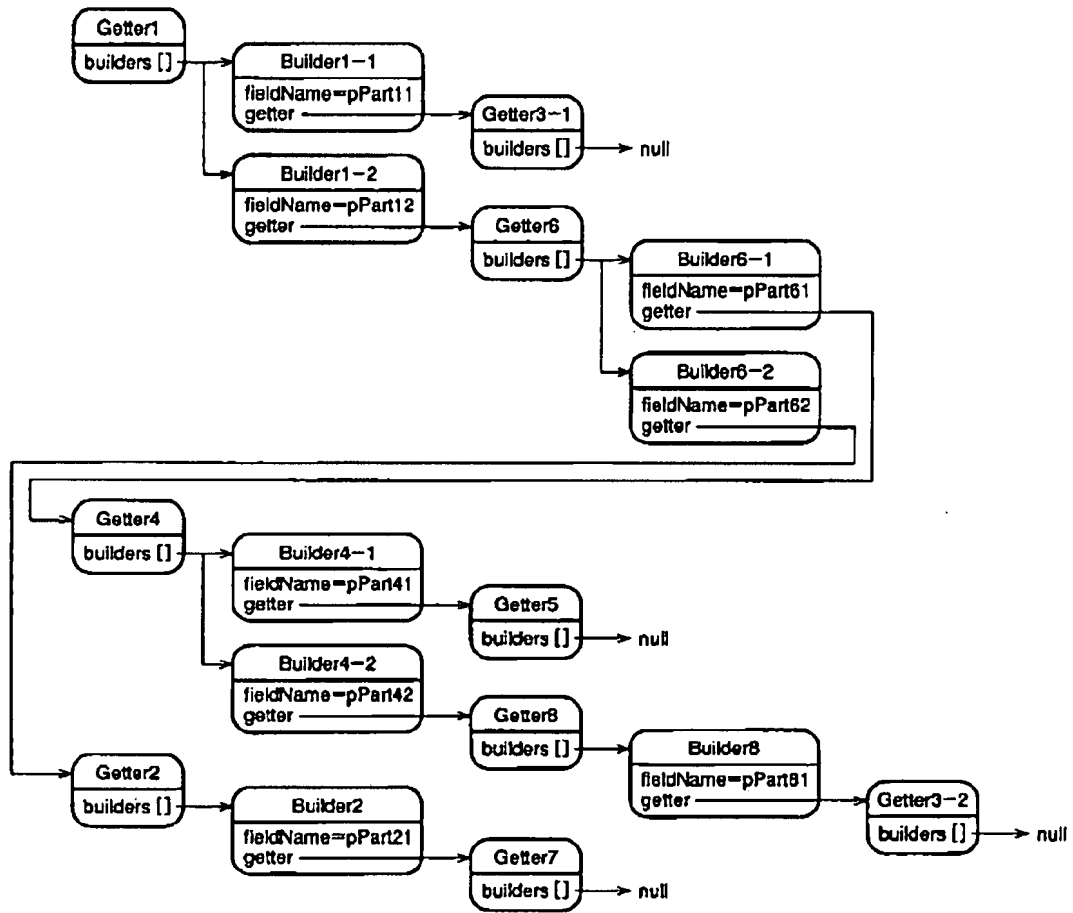 Getter1
builders []
Builder1-1
fieldName=pPart11
getter
Getter3-1
builders []
null
Builder1-2
fieldName=pPart12
getter
Getter6
builders []
Builder6-1
fieldName=pPart61
getter
Builder6-2
fieldName=pPart62
getter
Getter4
builders []
Builder4-1
fieldName=pPart41
getter
Getter5
builders []
null
Builder4-2
fieldName=pPart42
getter
Getter8
builders []
Builder8
fieldName=pPart81
getter
Getter3-2
builders []
null
Getter2
builders []
Builder2
fieldName=pPart21
getter
Getter7
builders []
null